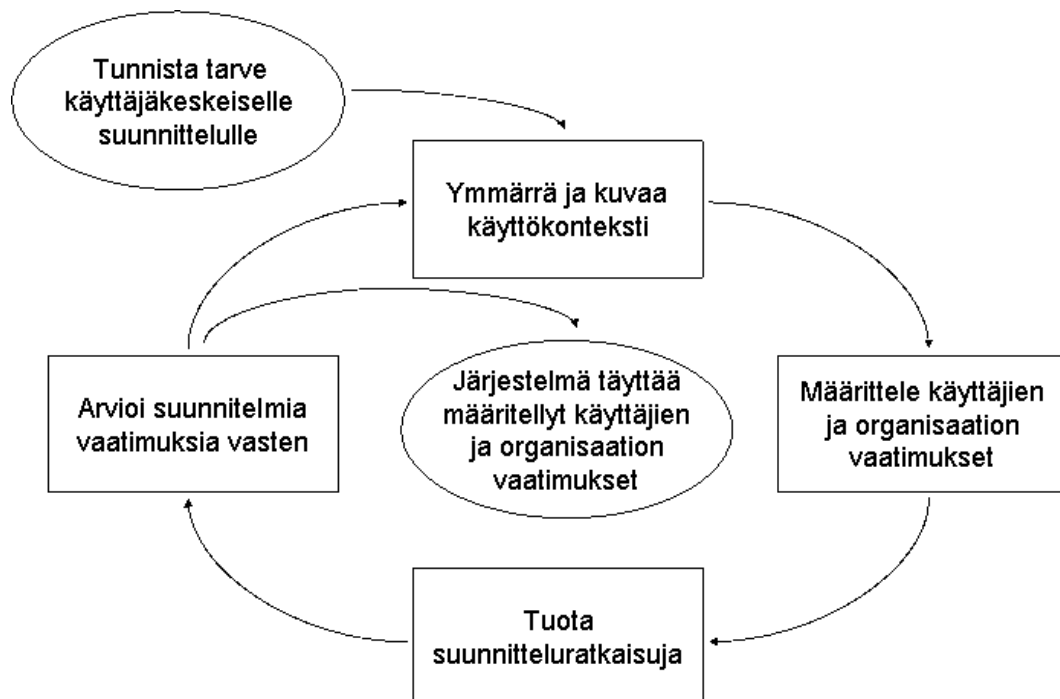 Tunnista tarve
käyttäjäkeskeiselle
suunnittelulle
Ymmärrä ja kuvaa
käyttökonteksti
Arvioi suunnitelmia
vaatimuksia vasten
Järjestelmä täyttää
määritellyt käyttäjien
ja organisaation
vaatimukset
Määrittele käyttäjien
ja organisaation
vaatimukset
Tuota
suunnitteluratkaisuja